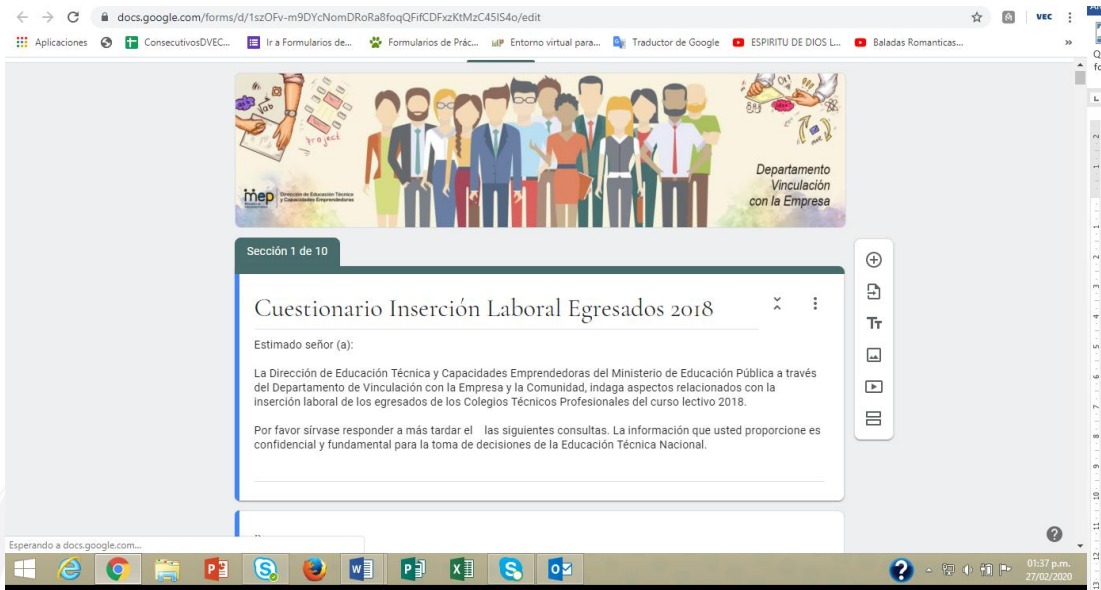 docs.google.com/forms/d/1szOFv-m9DYcNomDRoRa8foqQFifCDFxzKtMzC45lS4o/edit
VEC
Aplicaciones ConsecutivosDVEC... Ir a Formularios de... Formularios de Prác... Entorno virtual para... Traductor de Google ESPIRITU DE DIOS L... Baladas Romanticas... »
Project
Departamento
Vinculación
con la Empresa
mep Dirección de Educación Técnica
y Capacidades Emprendedoras
Sección 1 de 10
Cuestionario Inserción Laboral Egresados 2018
Estimado señor (a):
La Dirección de Educación Técnica y Capacidades Emprendedoras del Ministerio de Educación Pública a través
del Departamento de Vinculación con la Empresa y la Comunidad, indaga aspectos relacionados con la
inserción laboral de los egresados de los Colegios Técnicos Profesionales del curso lectivo 2018.
Por favor sírvase responder a más tardar el las siguientes consultas. La información que usted proporcione es
confidencial y fundamental para la toma de decisiones de la Educación Técnica Nacional.
Tт
Esperando a docs.google.com...
01:37 p.m.
27/02/2020